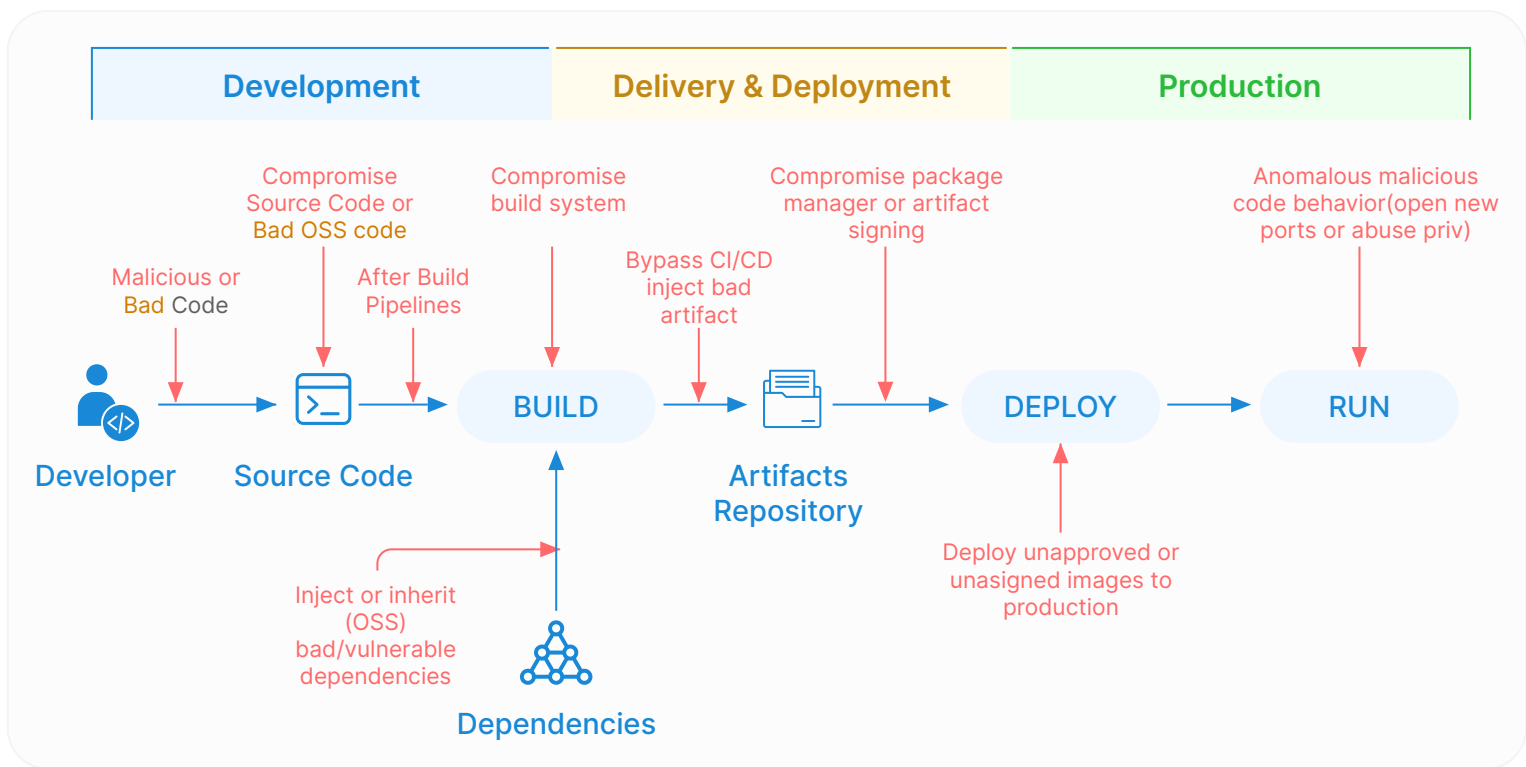 Development
Delivery & Deployment
Production
Compromise
Source Code or
Bad OSS code
Compromise
build system
Compromise package
manager or artifact
signing
Anomalous malicious
code behavior(open new
ports or abuse priv)
Malicious or
Bad Code
After Build
Pipelines
Bypass CI/CD
inject bad
artifact
BUILD
DEPLOY
RUN
Developer
Source Code
Artifacts
Repository
Inject or inherit
(OSS)
bad/vulnerable
dependencies
Deploy unapproved or
unasigned images to
production
Dependencies